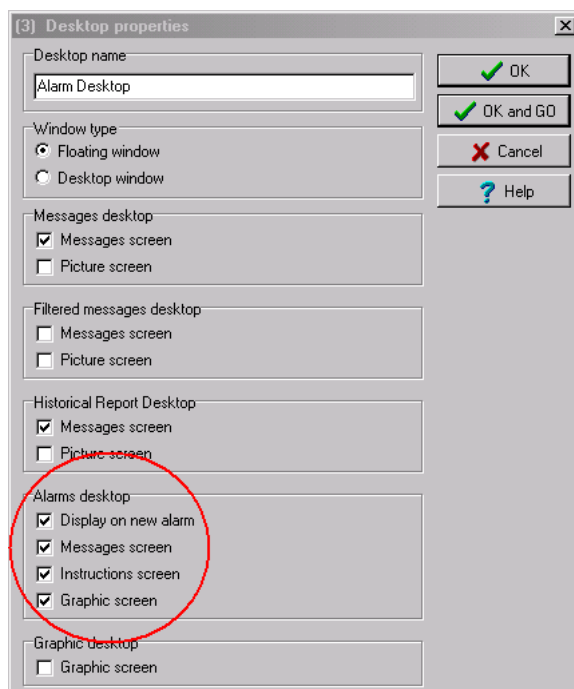 (3) Desktop properties
Desktop name
Alarm Desktop
OK
OK and GO
Cancel
? Help
Window type
Floating window
Desktop window
Messages desktop
Messages screen
Picture screen
Filtered messages desktop
Messages screen
Picture screen
Historical Report Desktop
Messages screen
Picture screen
Alarms desktop
Display on new alarm
Messages screen
Instructions screen
Graphic screen
Graphic desktop
Graphic screen